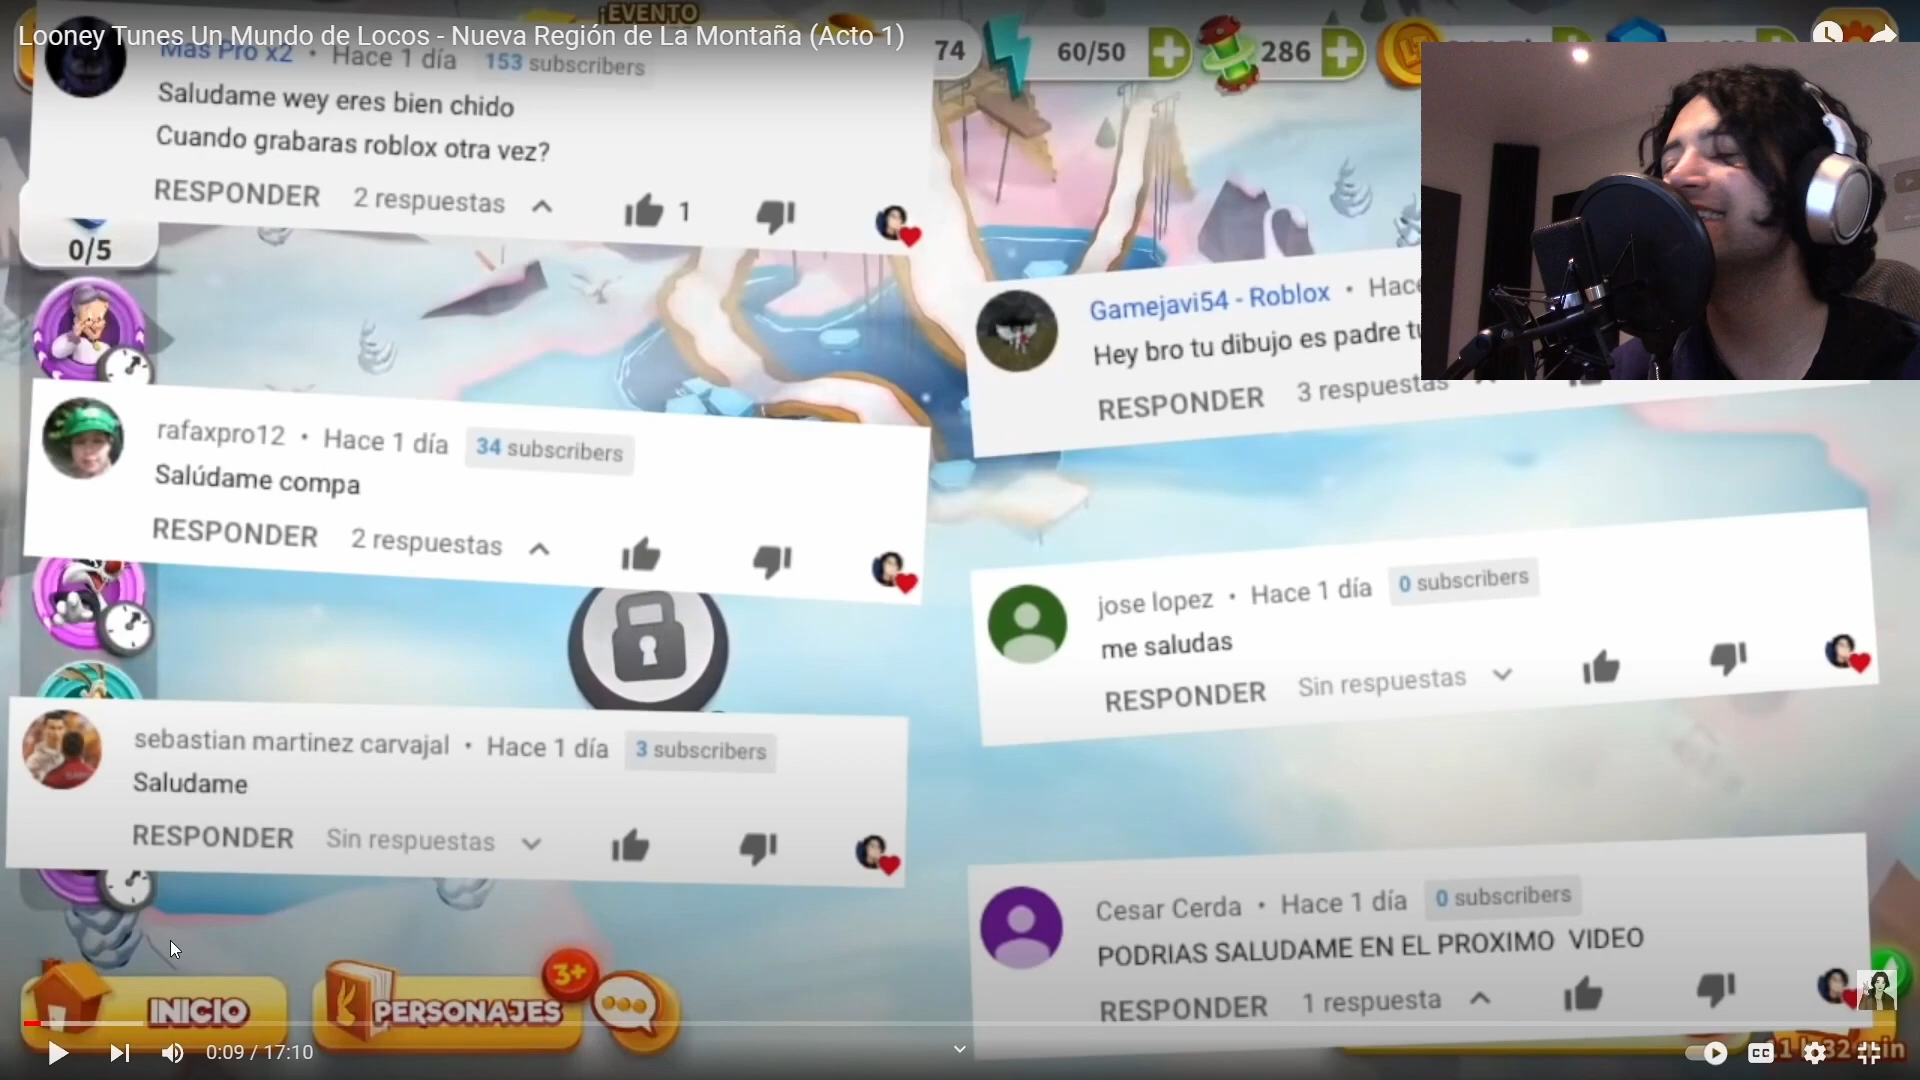 ¡EVENTO
Looney Tunes Un Mundo de Locos - Nueva Región de La Montaña (Acto 1)
74
60/50
286
Mas Pro x2 • Hace 1 día 153 subscribers
Saludame wey eres bien chido
Cuando grabaras roblox otra vez?
RESPONDER 2 respuestas 1
0/5
Gamejavi54 - Roblox • Hace
Hey bro tu dibujo es padre
RESPONDER 3 respuestas
rafaxpro12 • Hace 1 día 34 subscribers
Salúdame compa
RESPONDER 2 respuestas
jose lopez • Hace 1 día 0 subscribers
me saludas
RESPONDER Sin respuestas
sebastian martinez carvajal • Hace 1 día 3 subscribers
Saludame
RESPONDER Sin respuestas
Cesar Cerda • Hace 1 día 0 subscribers
PODRIAS SALUDAME EN EL PROXIMO VIDEO
RESPONDER 1 respuesta
INICIO
PERSONAJES
3+
0:09 / 17:10
CC